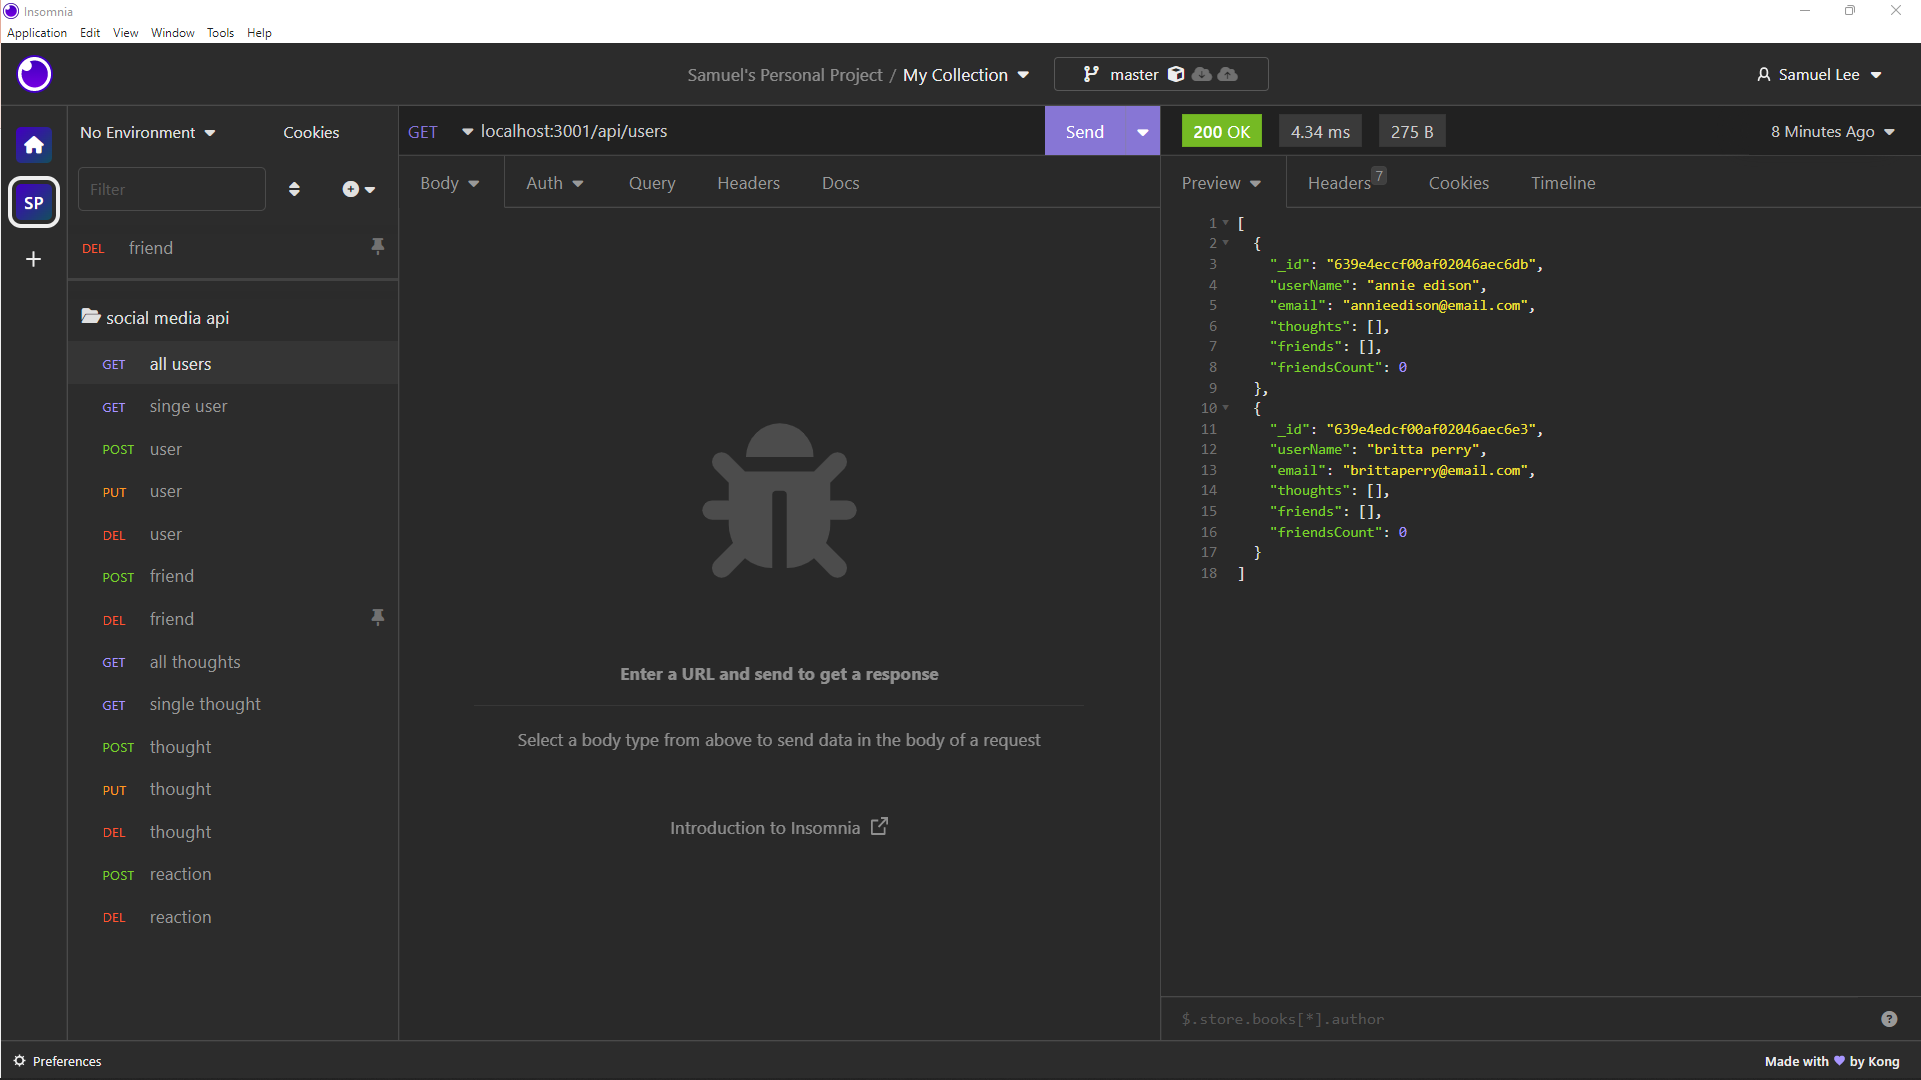 Insomnia
Application Edit View Window Tools Help
Samuel's Personal Project / My Collection
master
Samuel Lee
SP
No Environment
Cookies
Filter
DEL friend
social media api
GET all users
GET singe user
POST user
PUT user
DEL user
POST friend
DEL friend
GET all thoughts
GET single thought
POST thought
PUT thought
DEL thought
POST reaction
DEL reaction
GET localhost:3001/api/users
Send
Body Auth Query Headers Docs
Enter a URL and send to get a response
Select a body type from above to send data in the body of a request
Introduction to Insomnia
200 OK 4.34 ms 275 B
8 Minutes Ago
Preview Headers 7 Cookies Timeline
1 [
2 {
3 "_id": "639e4eccf00af02046aec6db",
4 "userName": "annie edison",
5 "email": "annieedison@email.com",
6 "thoughts": [],
7 "friends": [],
8 "friendsCount": 0
9 },
10 {
11 "_id": "639e4edcf00af02046aec6e3",
12 "userName": "britta perry",
13 "email": "brittaperry@email.com",
14 "thoughts": [],
15 "friends": [],
16 "friendsCount": 0
17 }
18 ]
$.store.books[*].author
?
Preferences
Made with 💜 by Kong